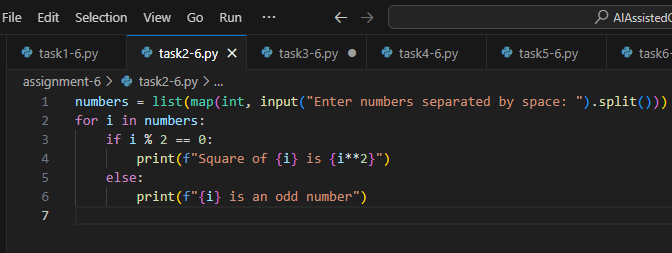 File Edit Selection View Go Run ··· ← → AIAssistedC
task1-6.py task2-6.py × task3-6.py ● task4-6.py task5-6.py task6-
assignment-6 > task2-6.py > ...
1 numbers = list(map(int, input("Enter numbers separated by space: ").split()))
2 for i in numbers:
3     if i % 2 == 0:
4         print(f"Square of {i} is {i**2}")
5     else:
6         print(f"{i} is an odd number")
7